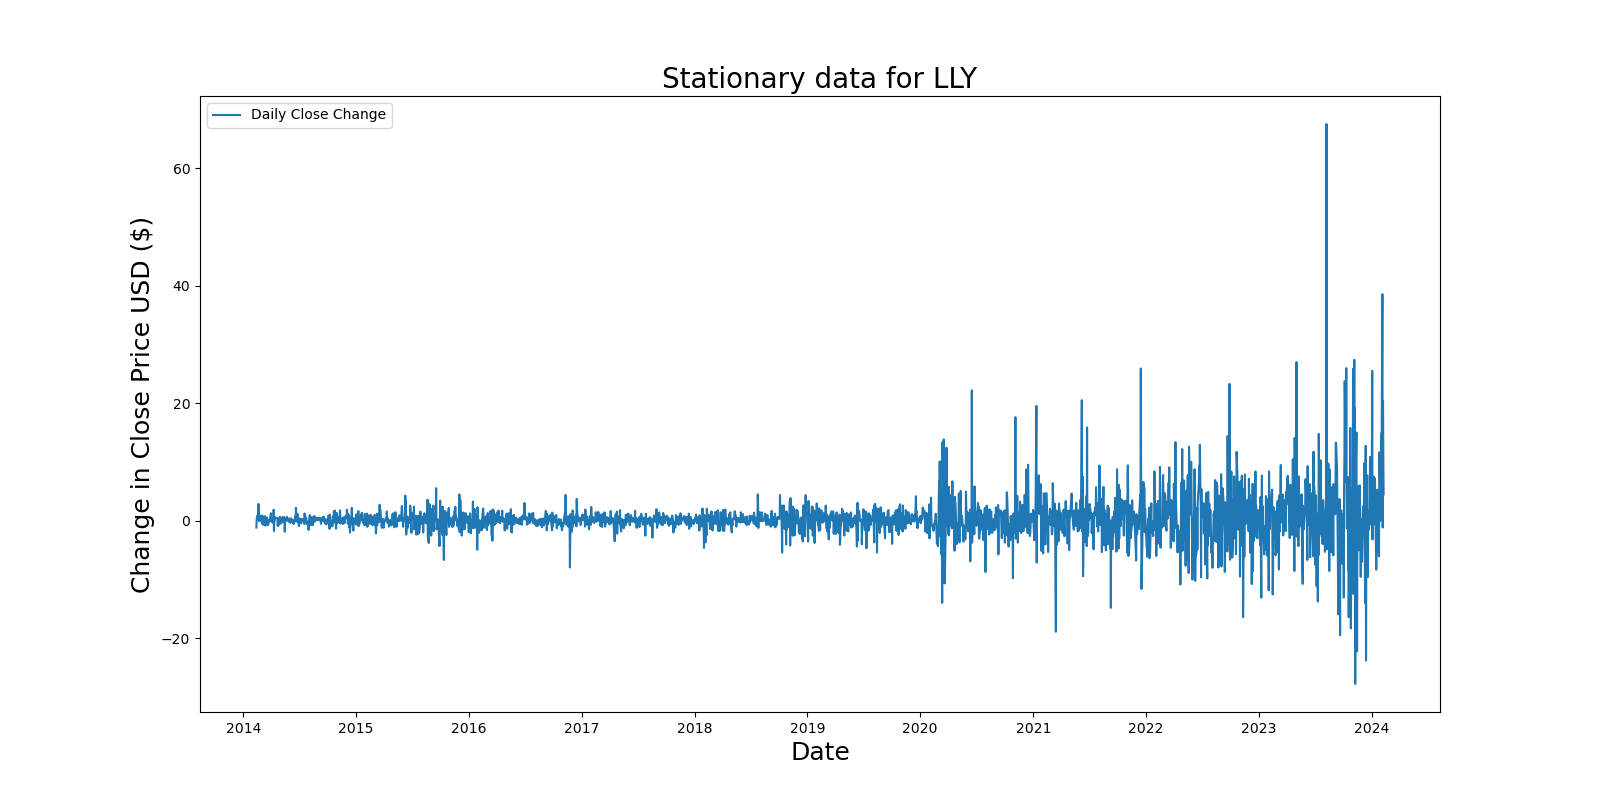 Stationary data for LLY
Daily Close Change
Change in Close Price USD ($)
60
40
20
0
−20
2014 2015 2016 2017 2018 2019 2020 2021 2022 2023 2024
Date